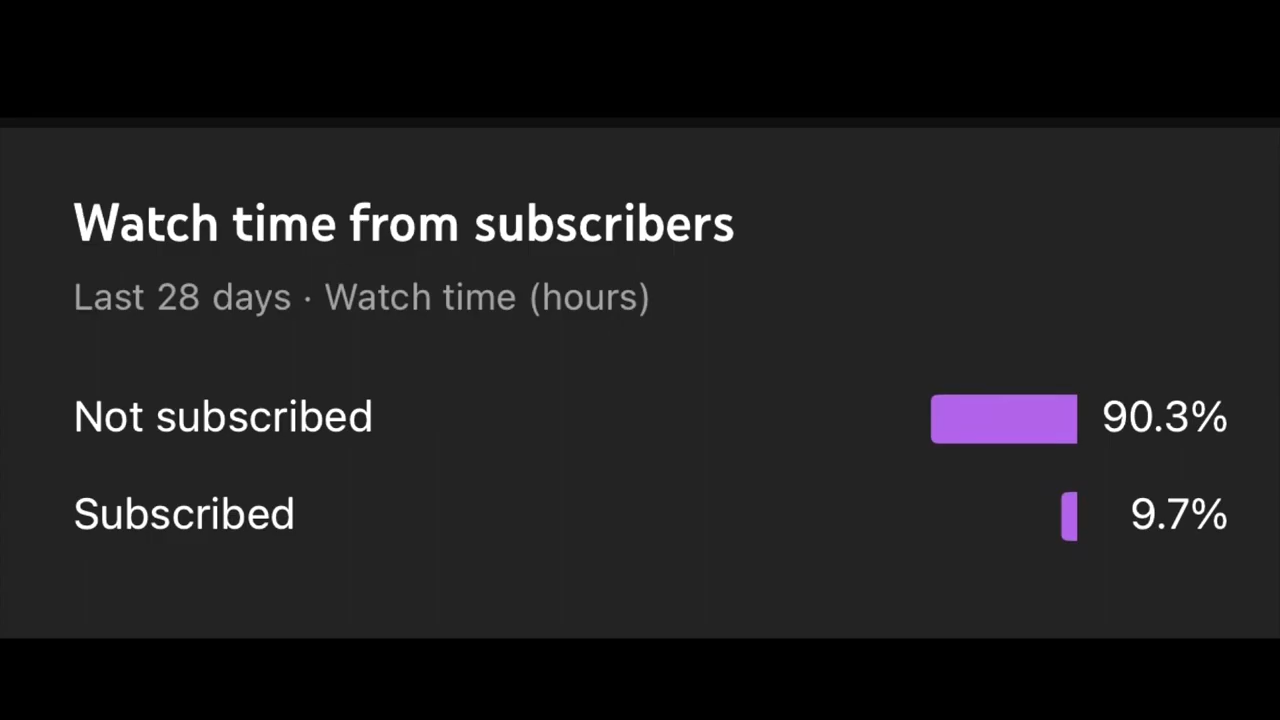 Watch time from subscribers
Last 28 days · Watch time (hours)
Not subscribed 90.3%
Subscribed 9.7%